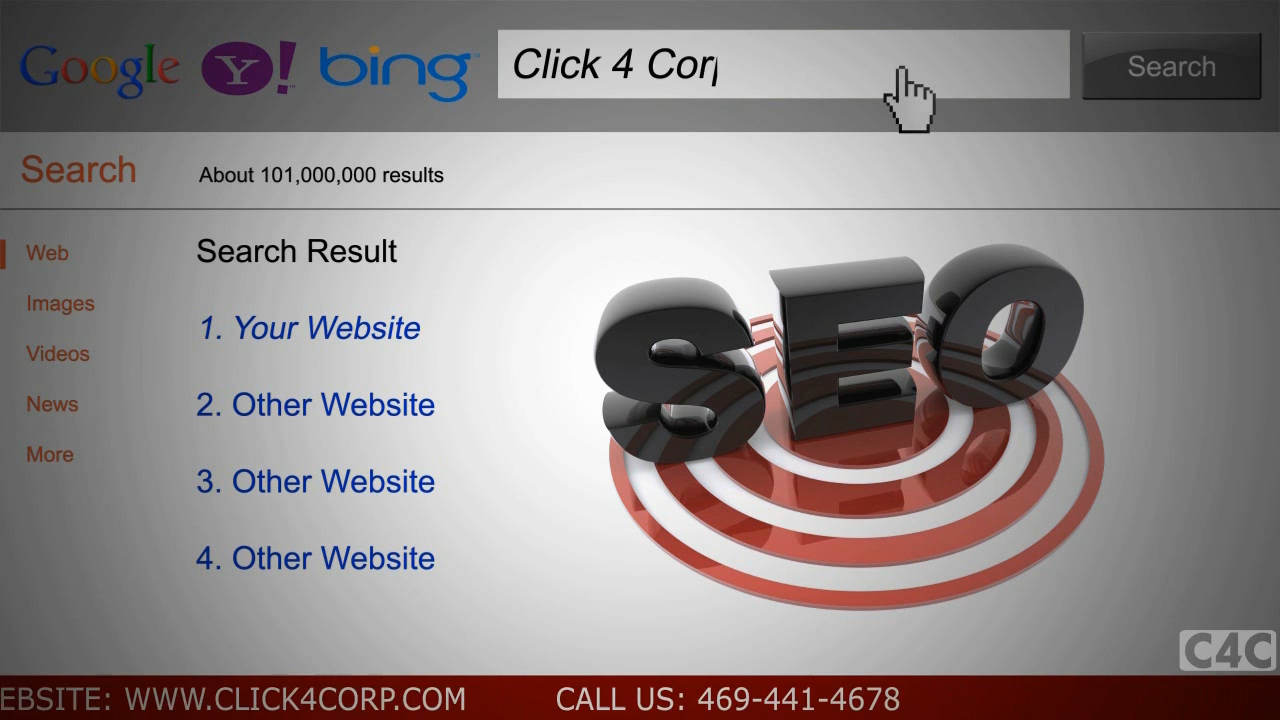 Google Y! bing Click 4 Corp Search
Search About 101,000,000 results
Web
Images
Videos
News
More
Search Result
1. Your Website
2. Other Website
3. Other Website
4. Other Website
SEO
C4C
EBSITE: WWW.CLICK4CORP.COM CALL US: 469-441-4678